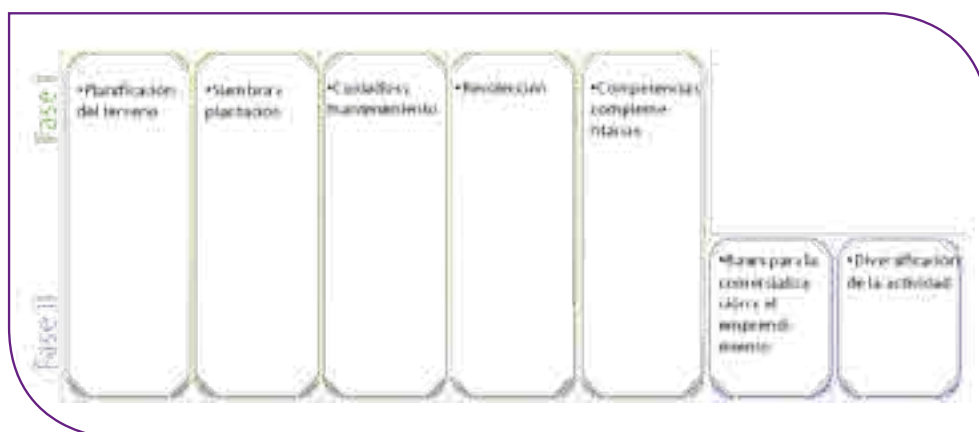 Fase I
•Planificación
del terreno
•Siembra y
plantación
•Cuidados y
mantenimiento
•Recolección
•Competencias
compleme-
ntarias
Fase II
•Bases para la
comercializa-
ción y el
emprendi-
miento
•Diversificación
de la actividad